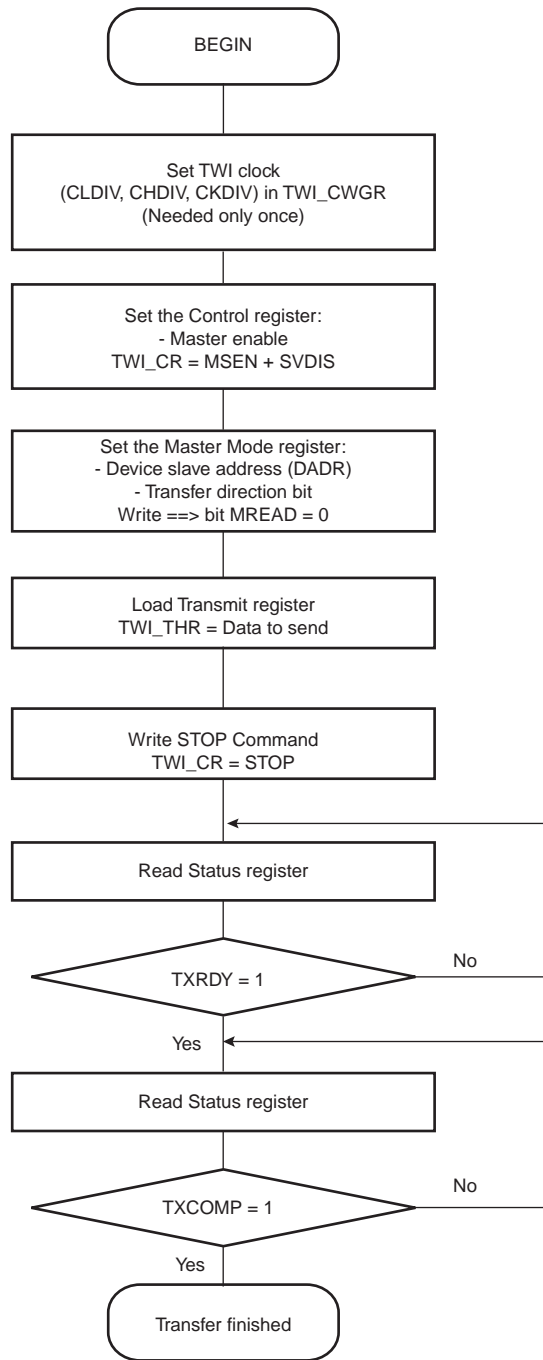 BEGIN
Set TWI clock
(CLDIV, CHDIV, CKDIV) in TWI_CWGR
(Needed only once)
Set the Control register:
- Master enable
TWI_CR = MSEN + SVDIS
Set the Master Mode register:
- Device slave address (DADR)
- Transfer direction bit
Write ==> bit MREAD = 0
Load Transmit register
TWI_THR = Data to send
Write STOP Command
TWI_CR = STOP
Read Status register
TXRDY = 1
No
Yes
Read Status register
TXCOMP = 1
No
Yes
Transfer finished